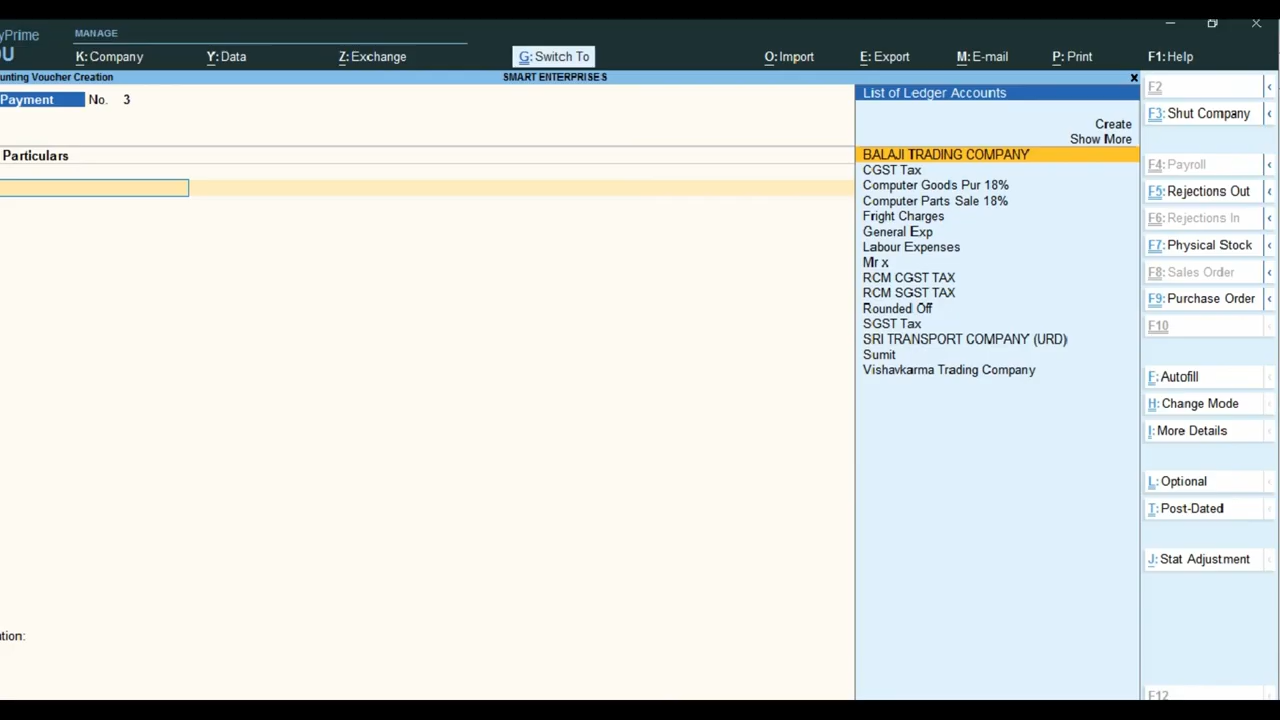 yPrime
MANAGE
U
K: Company
Y: Data
Z: Exchange
G: Switch To
O: Import
E: Export
M: E-mail
P: Print
F1: Help
unting Voucher Creation
SMART ENTERPRISES
x
Payment
No. 3
Particulars
tion:
List of Ledger Accounts
Create
Show More
BALAJI TRADING COMPANY
CGST Tax
Computer Goods Pur 18%
Computer Parts Sale 18%
Fright Charges
General Exp
Labour Expenses
Mr x
RCM CGST TAX
RCM SGST TAX
Rounded Off
SGST Tax
SRI TRANSPORT COMPANY (URD)
Sumit
Vishavkarma Trading Company
F2
F3: Shut Company
F4: Payroll
F5: Rejections Out
F6: Rejections In
F7: Physical Stock
F8: Sales Order
F9: Purchase Order
F10
F: Autofill
H: Change Mode
I: More Details
L: Optional
T: Post-Dated
J: Stat Adjustment
F12